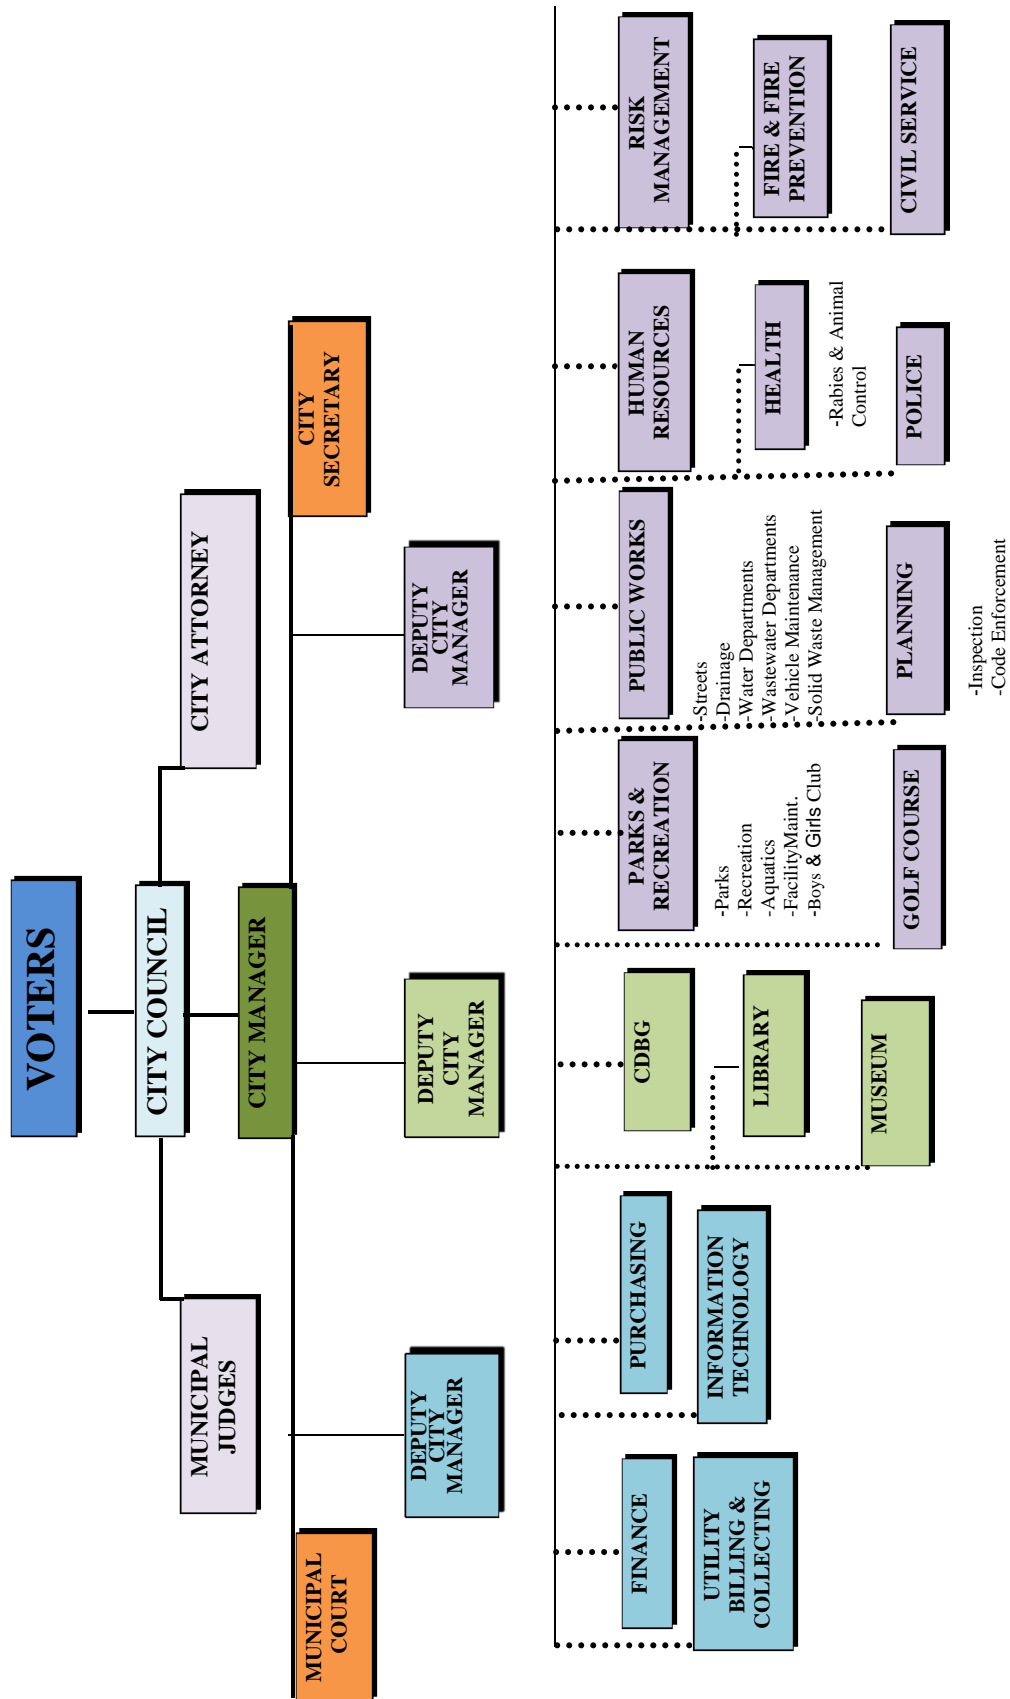 VOTERS
CITY COUNCIL
MUNICIPAL
JUDGES
CITY ATTORNEY
CITY MANAGER
MUNICIPAL
COURT
CITY
SECRETARY
DEPUTY
CITY
MANAGER
DEPUTY
CITY
MANAGER
DEPUTY
CITY
MANAGER
FINANCE
UTILITY
BILLING &
COLLECTING
PURCHASING
INFORMATION
TECHNOLOGY
CDBG
LIBRARY
MUSEUM
PARKS &
RECREATION
-Parks
-Recreation
-Aquatics
-FacilityMaint.
-Boys & Girls Club
GOLF COURSE
PUBLIC WORKS
-Streets
-Drainage
-Water Departments
-Wastewater Departments
-Vehicle Maintenance
-Solid Waste Management
PLANNING
-Inspection
-Code Enforcement
HUMAN
RESOURCES
HEALTH
-Rabies & Animal
Control
POLICE
RISK
MANAGEMENT
FIRE & FIRE
PREVENTION
CIVIL SERVICE